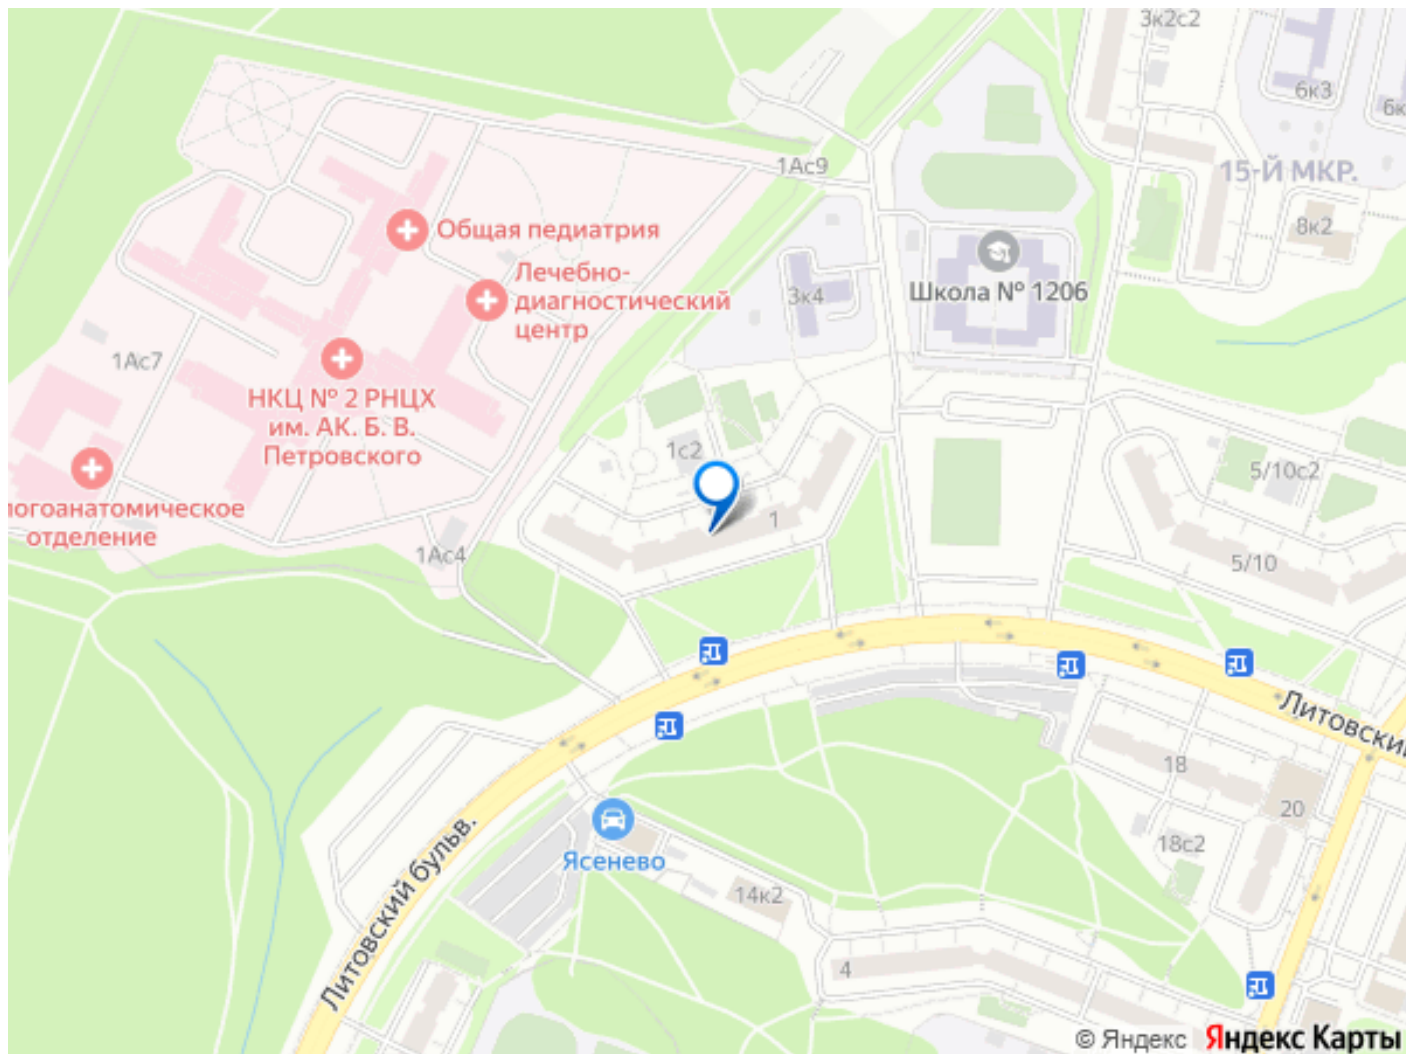 3к2с2
6к3
6к
15-Й МКР.
1Ас9
8к2
Общая педиатрия
Лечебно-
диагностический
центр
3к4
Школа № 1206
1Ас7
НКЦ № 2 РНЦХ
им. АК. Б. В.
Петровского
1с2
5/10с2
логоанатомическое
отделение
1
1Ас4
5/10
Литовский
18
20
18с2
Ясенево
14к2
Литовский бульв.
4
© Яндекс Яндекс Карты